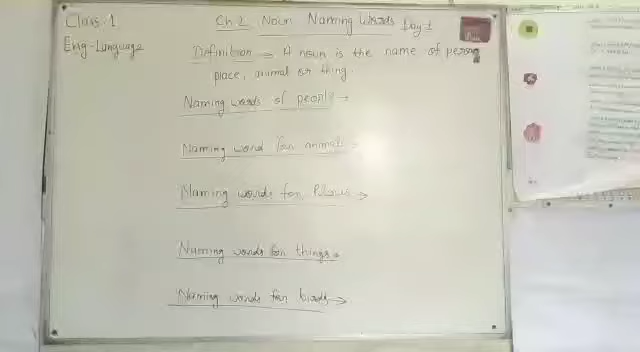 Class-1
Ch.2 Noun Naming Words Day-1
Eng-Language
Definition → A noun is the name of person
place, animal or thing.
Naming words of people →
Naming word for animals →
Naming words for Places →
Naming words for things →
Naming words for birds →